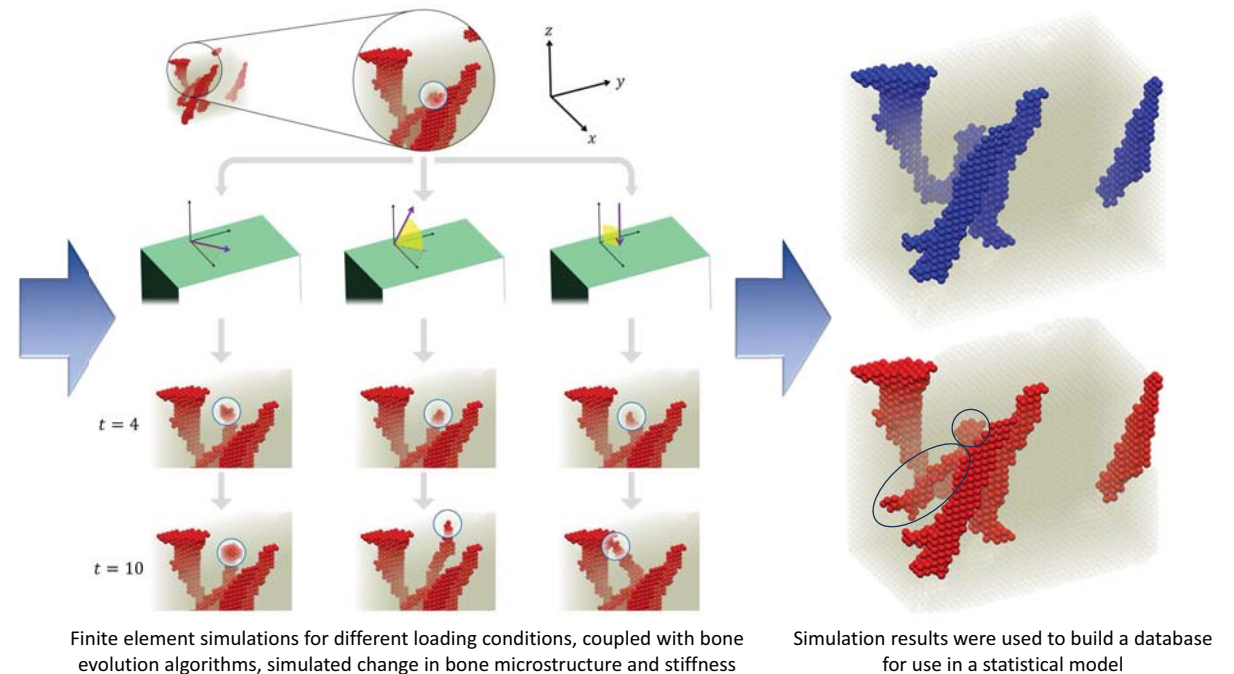 z
y
x
t = 4
t = 10
Finite element simulations for different loading conditions, coupled with bone
evolution algorithms, simulated change in bone microstructure and stiffness
Simulation results were used to build a database
for use in a statistical model